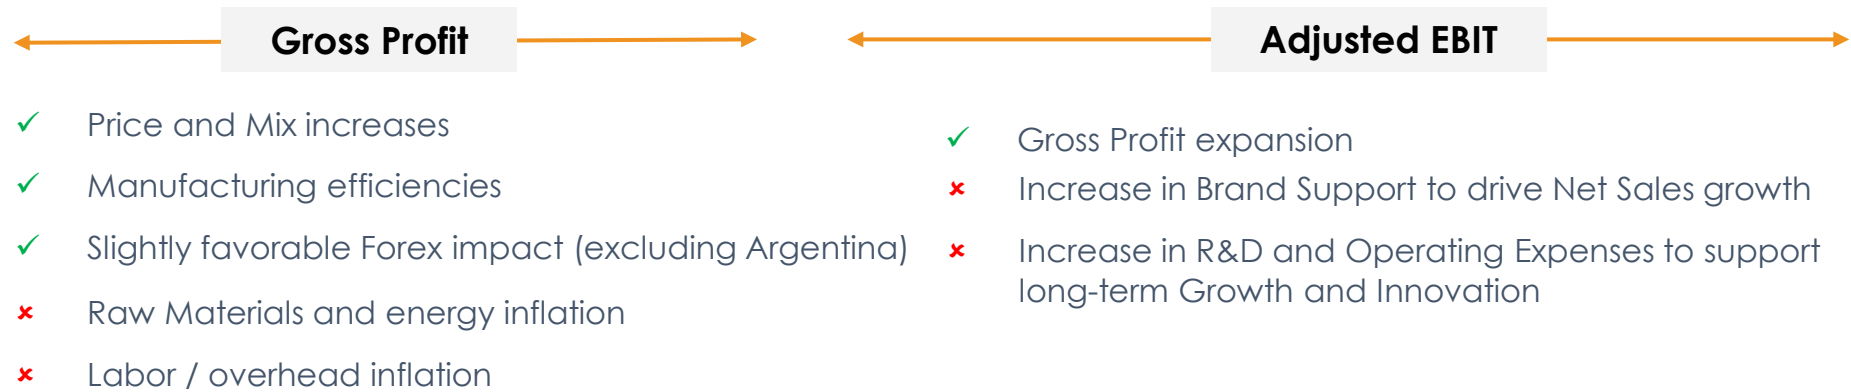 Gross Profit
✓ Price and Mix increases
✓ Manufacturing efficiencies
✓ Slightly favorable Forex impact (excluding Argentina)
× Raw Materials and energy inflation
× Labor / overhead inflation
Adjusted EBIT
✓ Gross Profit expansion
× Increase in Brand Support to drive Net Sales growth
× Increase in R&D and Operating Expenses to support
long-term Growth and Innovation